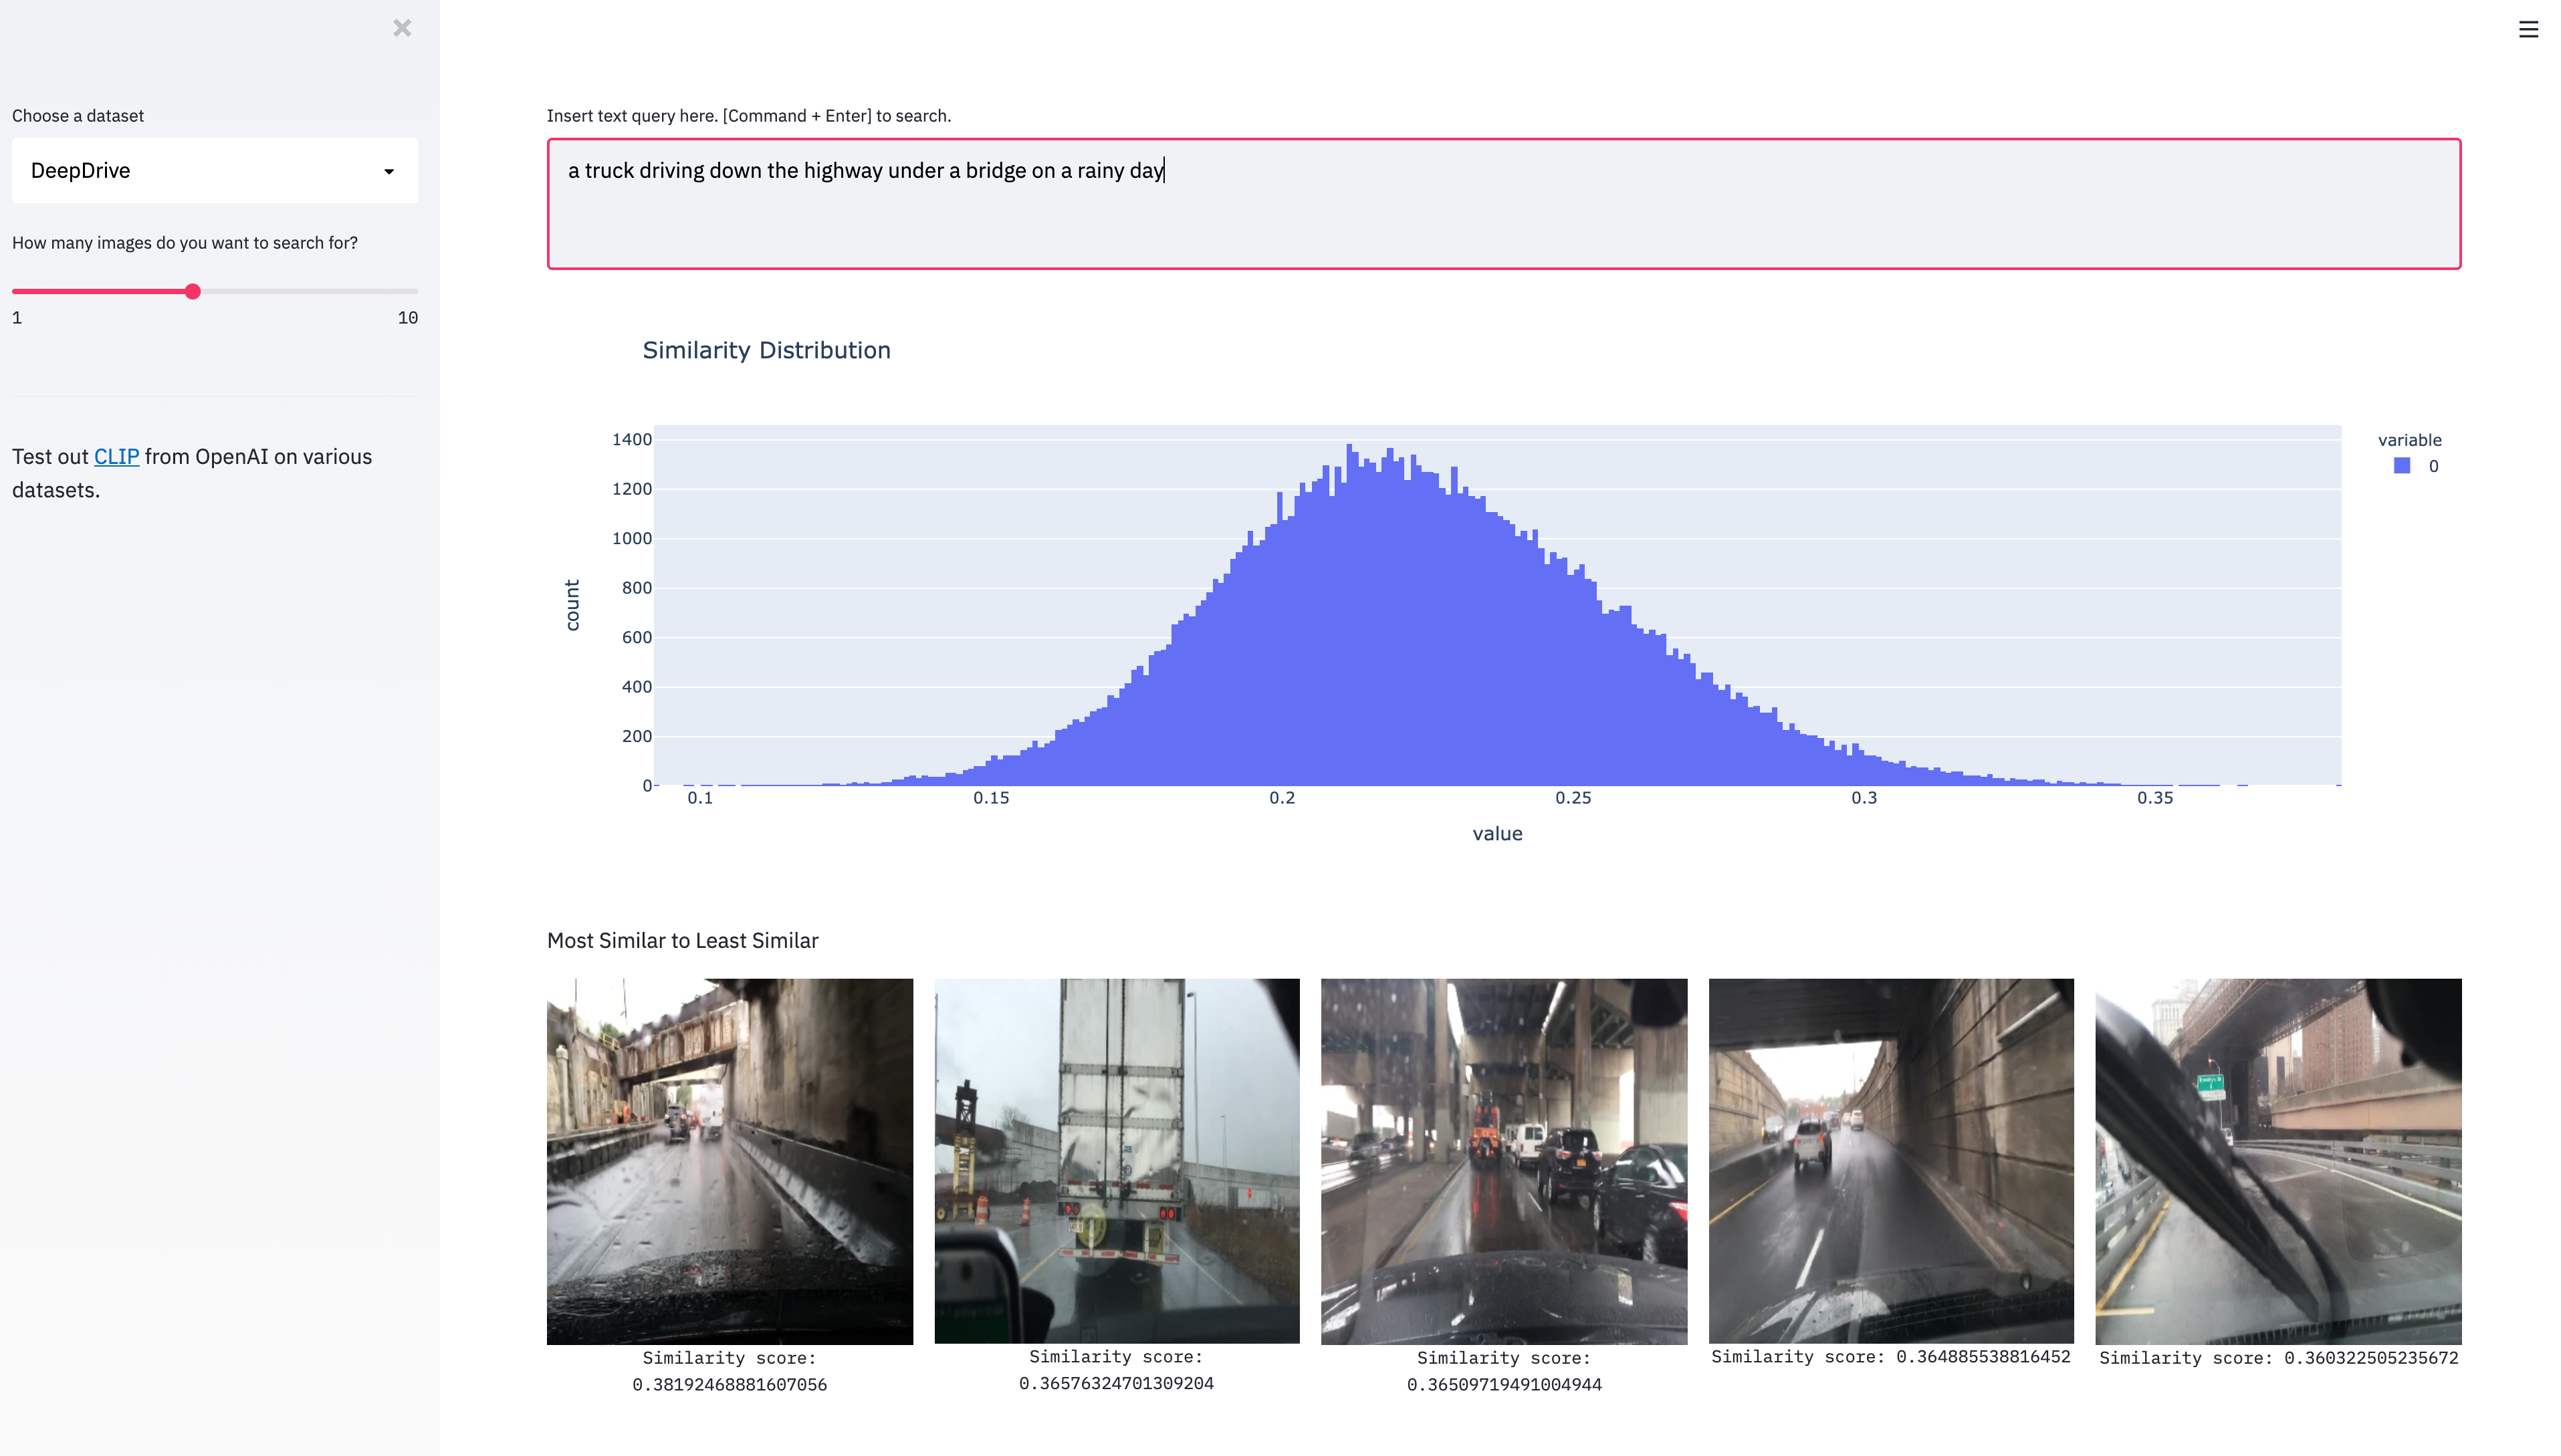 Choose a dataset
DeepDrive
How many images do you want to search for?
1 10
Test out CLIP from OpenAI on various
datasets.
Insert text query here. [Command + Enter] to search.
a truck driving down the highway under a bridge on a rainy day
Similarity Distribution
variable
0
count
1400
1200
1000
800
600
400
200
0
0.1 0.15 0.2 0.25 0.3 0.35
value
Most Similar to Least Similar
Similarity score:
0.38192468881607056
Similarity score:
0.36576324701309204
Similarity score:
0.36509719491004944
Similarity score: 0.364885538816452
Similarity score: 0.360322505235672